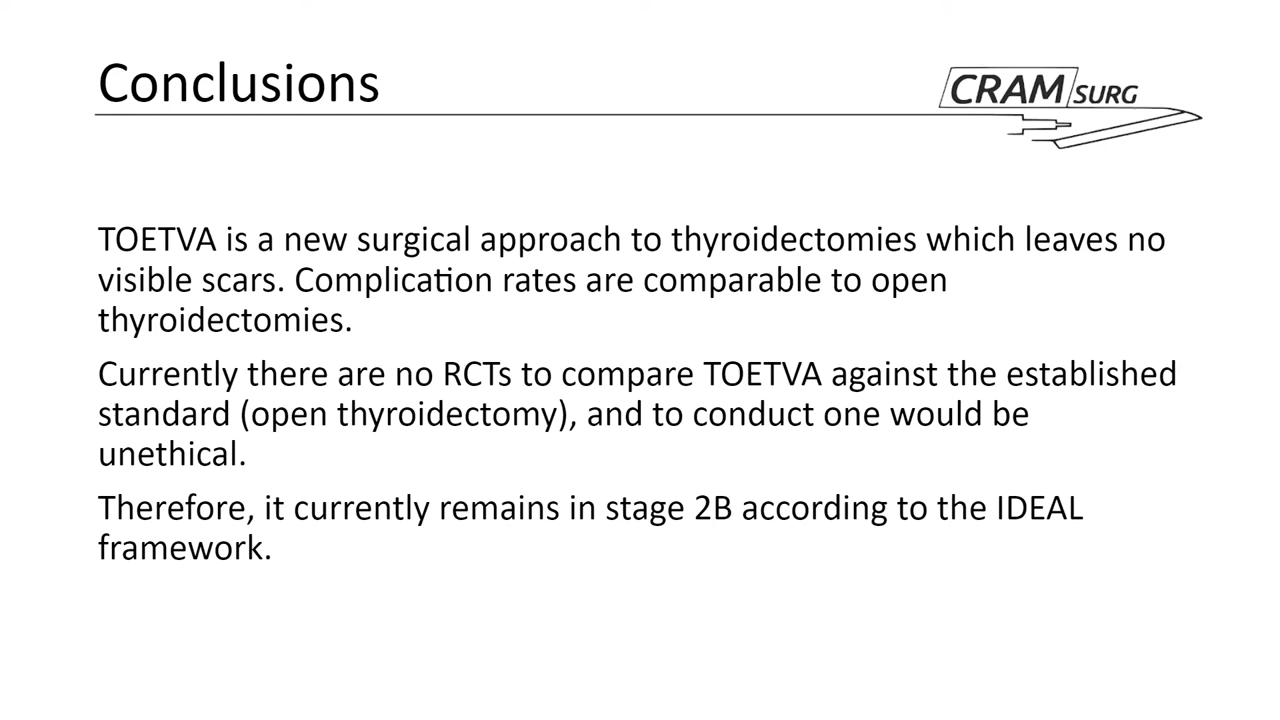 Conclusions
CRAM SURG
TOETVA is a new surgical approach to thyroidectomies which leaves no
visible scars. Complication rates are comparable to open
thyroidectomies.
Currently there are no RCTs to compare TOETVA against the established
standard (open thyroidectomy), and to conduct one would be
unethical.
Therefore, it currently remains in stage 2B according to the IDEAL
framework.